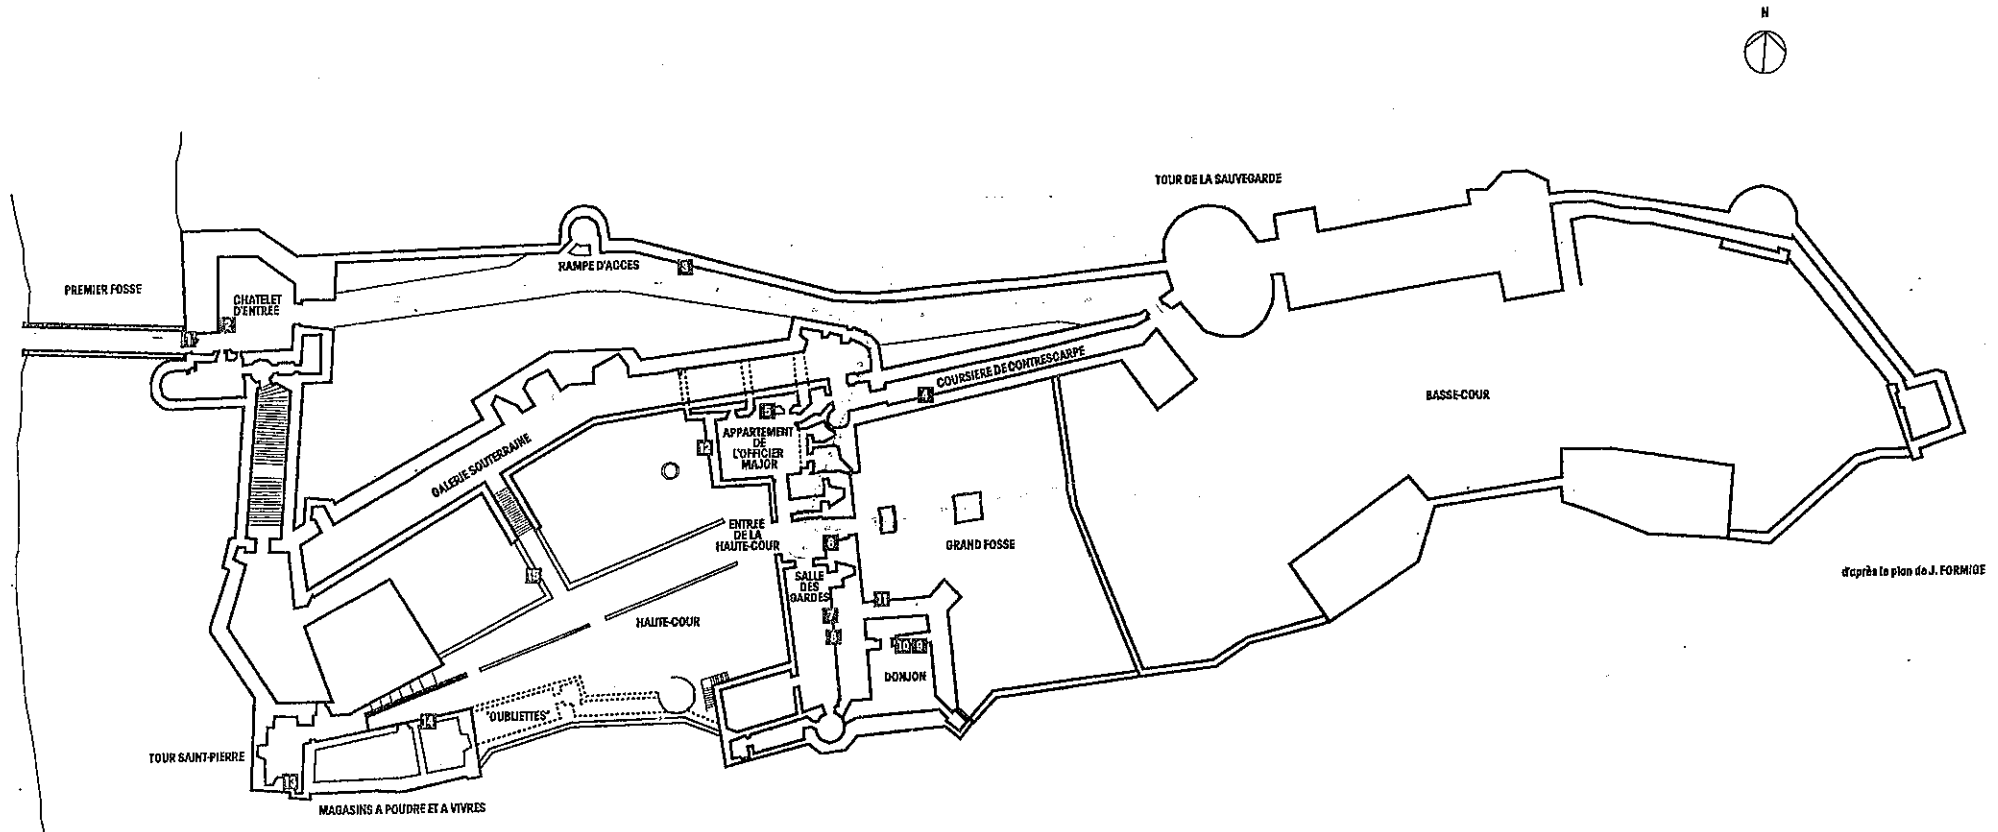 N
TOUR DE LA SAUVEGARDE
RAMPE D'ACCES
3
PREMIER FOSSE
CHATELET
D'ENTREE
2
1
COURSIERE DE CONTRESCARPE
4
BASSE-COUR
5
APPARTEMENT
DE
L'OFFICIER
MAJOR
12
GALERIE SOUTERRAINE
ENTREE
DE LA
HAUTE-COUR
6
GRAND FOSSE
SALLE
DES
GARDES
15
11
d'après le plan de J. FORMIGE
7
8
HAUTE-COUR
10 9
DONJON
"OUBLIETTES"
14
TOUR SAINT-PIERRE
13
MAGASINS A POUDRE ET A VIVRES